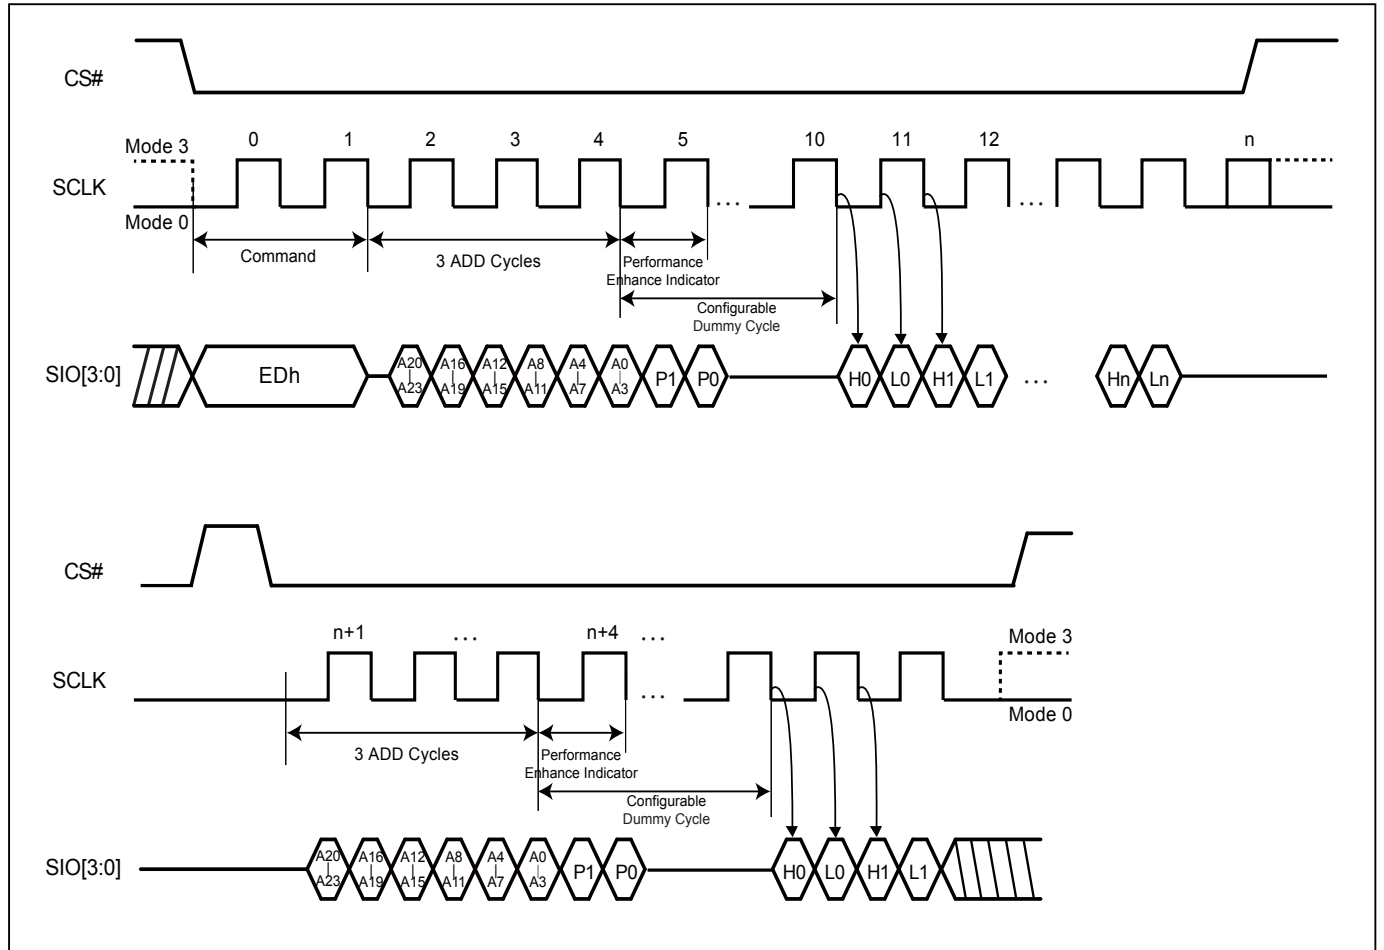 CS#
0 1 2 3 4 5 10 11 12 n
Mode 3
SCLK
Mode 0
Command
3 ADD Cycles
Performance
Enhance Indicator
Configurable
Dummy Cycle
SIO[3:0]
EDh
A20 | A23
A16 | A19
A12 | A15
A8 | A11
A4 | A7
A0 | A3
P1
P0
H0
L0
H1
L1
...
Hn
Ln
CS#
n+1 ... n+4 ...
Mode 3
SCLK
...
Mode 0
3 ADD Cycles
Performance
Enhance Indicator
Configurable
Dummy Cycle
SIO[3:0]
A20 | A23
A16 | A19
A12 | A15
A8 | A11
A4 | A7
A0 | A3
P1
P0
H0
L0
H1
L1